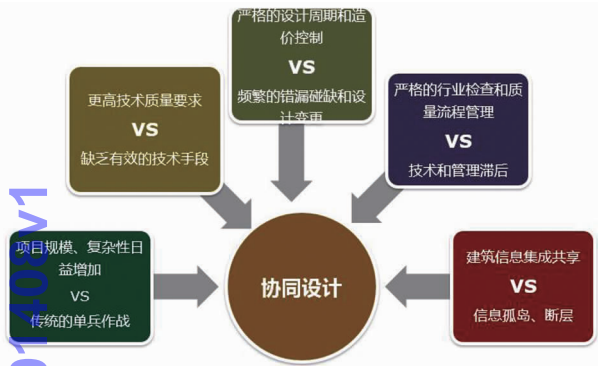 严格的设计周期和造
价控制
VS
频繁的错漏碰缺和设
计变更
更高技术质量要求
VS
缺乏有效的技术手段
严格的行业检查和质
量流程管理
VS
技术和管理滞后
项目规模、复杂性日
益增加
VS
传统的单兵作战
协同设计
建筑信息集成共享
VS
信息孤岛、断层
01408v1